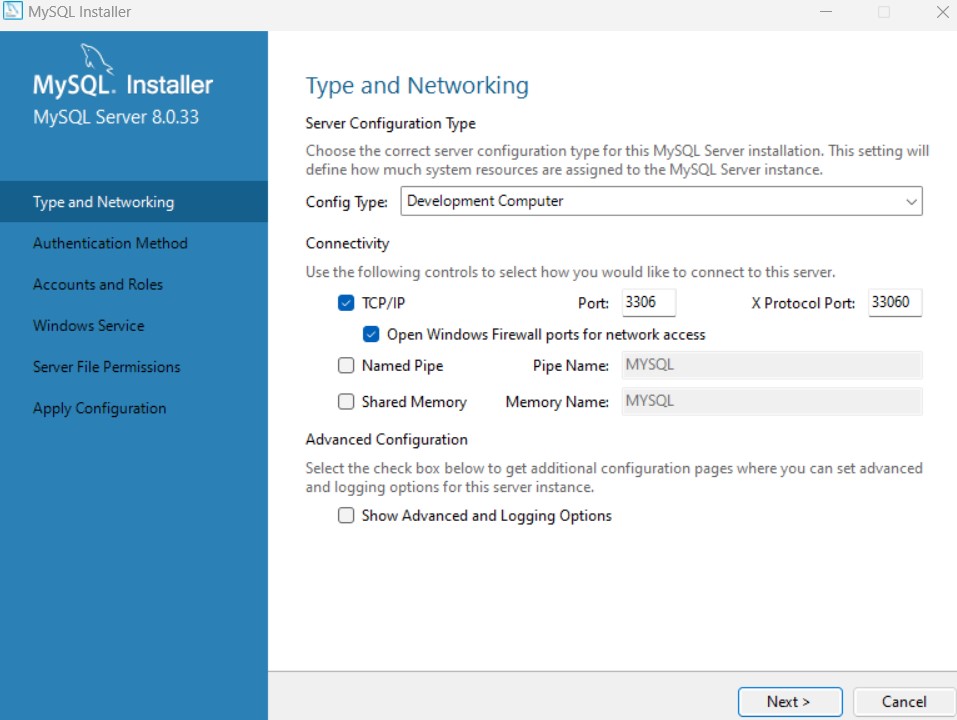 MySQL Installer
MySQL. Installer
MySQL Server 8.0.33
Type and Networking
Authentication Method
Accounts and Roles
Windows Service
Server File Permissions
Apply Configuration
Type and Networking
Server Configuration Type
Choose the correct server configuration type for this MySQL Server installation. This setting will
define how much system resources are assigned to the MySQL Server instance.
Config Type: Development Computer
Connectivity
Use the following controls to select how you would like to connect to this server.
TCP/IP Port: 3306 X Protocol Port: 33060
Open Windows Firewall ports for network access
Named Pipe Pipe Name: MYSQL
Shared Memory Memory Name: MYSQL
Advanced Configuration
Select the check box below to get additional configuration pages where you can set advanced
and logging options for this server instance.
Show Advanced and Logging Options
Next > Cancel